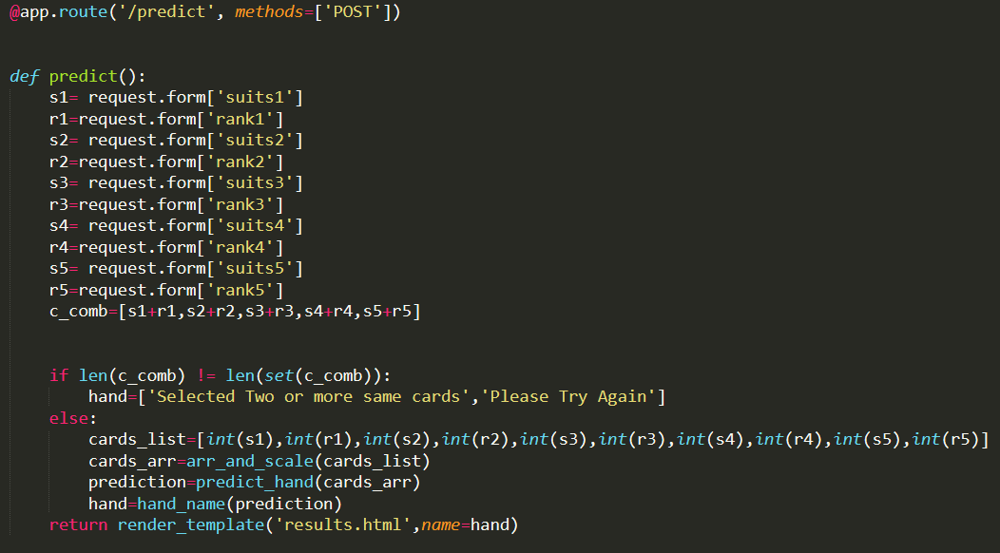 @app.route('/predict', methods=['POST'])
def predict():
    s1= request.form['suits1']
    r1=request.form['rank1']
    s2= request.form['suits2']
    r2=request.form['rank2']
    s3= request.form['suits3']
    r3=request.form['rank3']
    s4= request.form['suits4']
    r4=request.form['rank4']
    s5= request.form['suits5']
    r5=request.form['rank5']
    c_comb=[s1+r1,s2+r2,s3+r3,s4+r4,s5+r5]
    if len(c_comb) != len(set(c_comb)):
        hand=['Selected Two or more same cards','Please Try Again']
    else:
        cards_list=[int(s1),int(r1),int(s2),int(r2),int(s3),int(r3),int(s4),int(r4),int(s5),int(r5)]
        cards_arr=arr_and_scale(cards_list)
        prediction=predict_hand(cards_arr)
        hand=hand_name(prediction)
    return render_template('results.html',name=hand)